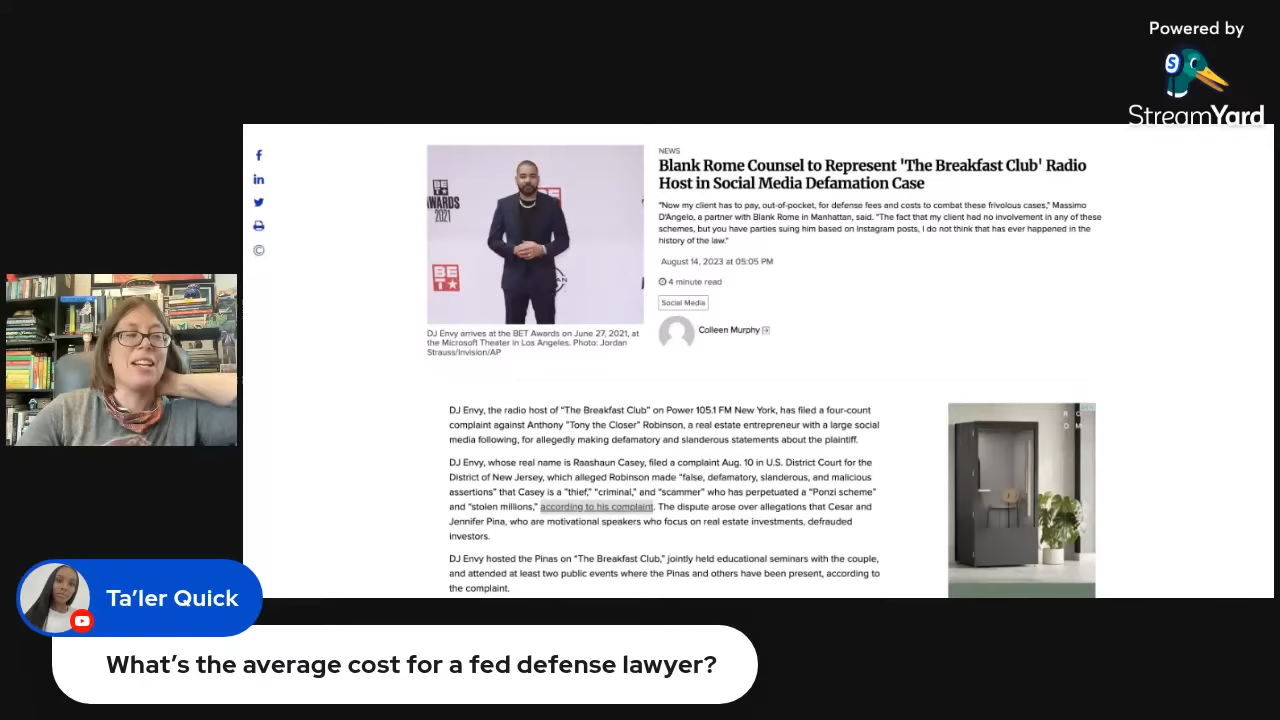 Powered by
StreamYard
NEWS
Blank Rome Counsel to Represent 'The Breakfast Club' Radio
Host in Social Media Defamation Case
"Now my client has to pay, out-of-pocket, for defense fees and costs to combat these frivolous cases," Massimo
D'Angelo, a partner with Blank Rome in Manhattan, said. "The fact that my client had no involvement in any of these
schemes, but you have parties suing him based on Instagram posts, I do not think that has ever happened in the
history of the law."
August 14, 2023 at 05:05 PM
4 minute read
Social Media
Colleen Murphy
BET
AWARDS
2021
BE
T
DJ Envy arrives at the BET Awards on June 27, 2021, at
the Microsoft Theater in Los Angeles. Photo: Jordan
Strauss/Invision/AP
DJ Envy, the radio host of "The Breakfast Club" on Power 105.1 FM New York, has filed a four-count
complaint against Anthony "Tony the Closer" Robinson, a real estate entrepreneur with a large social
media following, for allegedly making defamatory and slanderous statements about the plaintiff.
DJ Envy, whose real name is Raashaun Casey, filed a complaint Aug. 10 in U.S. District Court for the
District of New Jersey, which alleged Robinson made "false, defamatory, slanderous, and malicious
assertions" that Casey is a "thief," "criminal," and "scammer" who has perpetuated a "Ponzi scheme"
and "stolen millions," according to his complaint. The dispute arose over allegations that Cesar and
Jennifer Pina, who are motivational speakers who focus on real estate investments, defrauded
investors.
DJ Envy hosted the Pinas on "The Breakfast Club," jointly held educational seminars with the couple,
and attended at least two public events where the Pinas and others have been present, according to
the complaint.
Ta'ler Quick
What's the average cost for a fed defense lawyer?